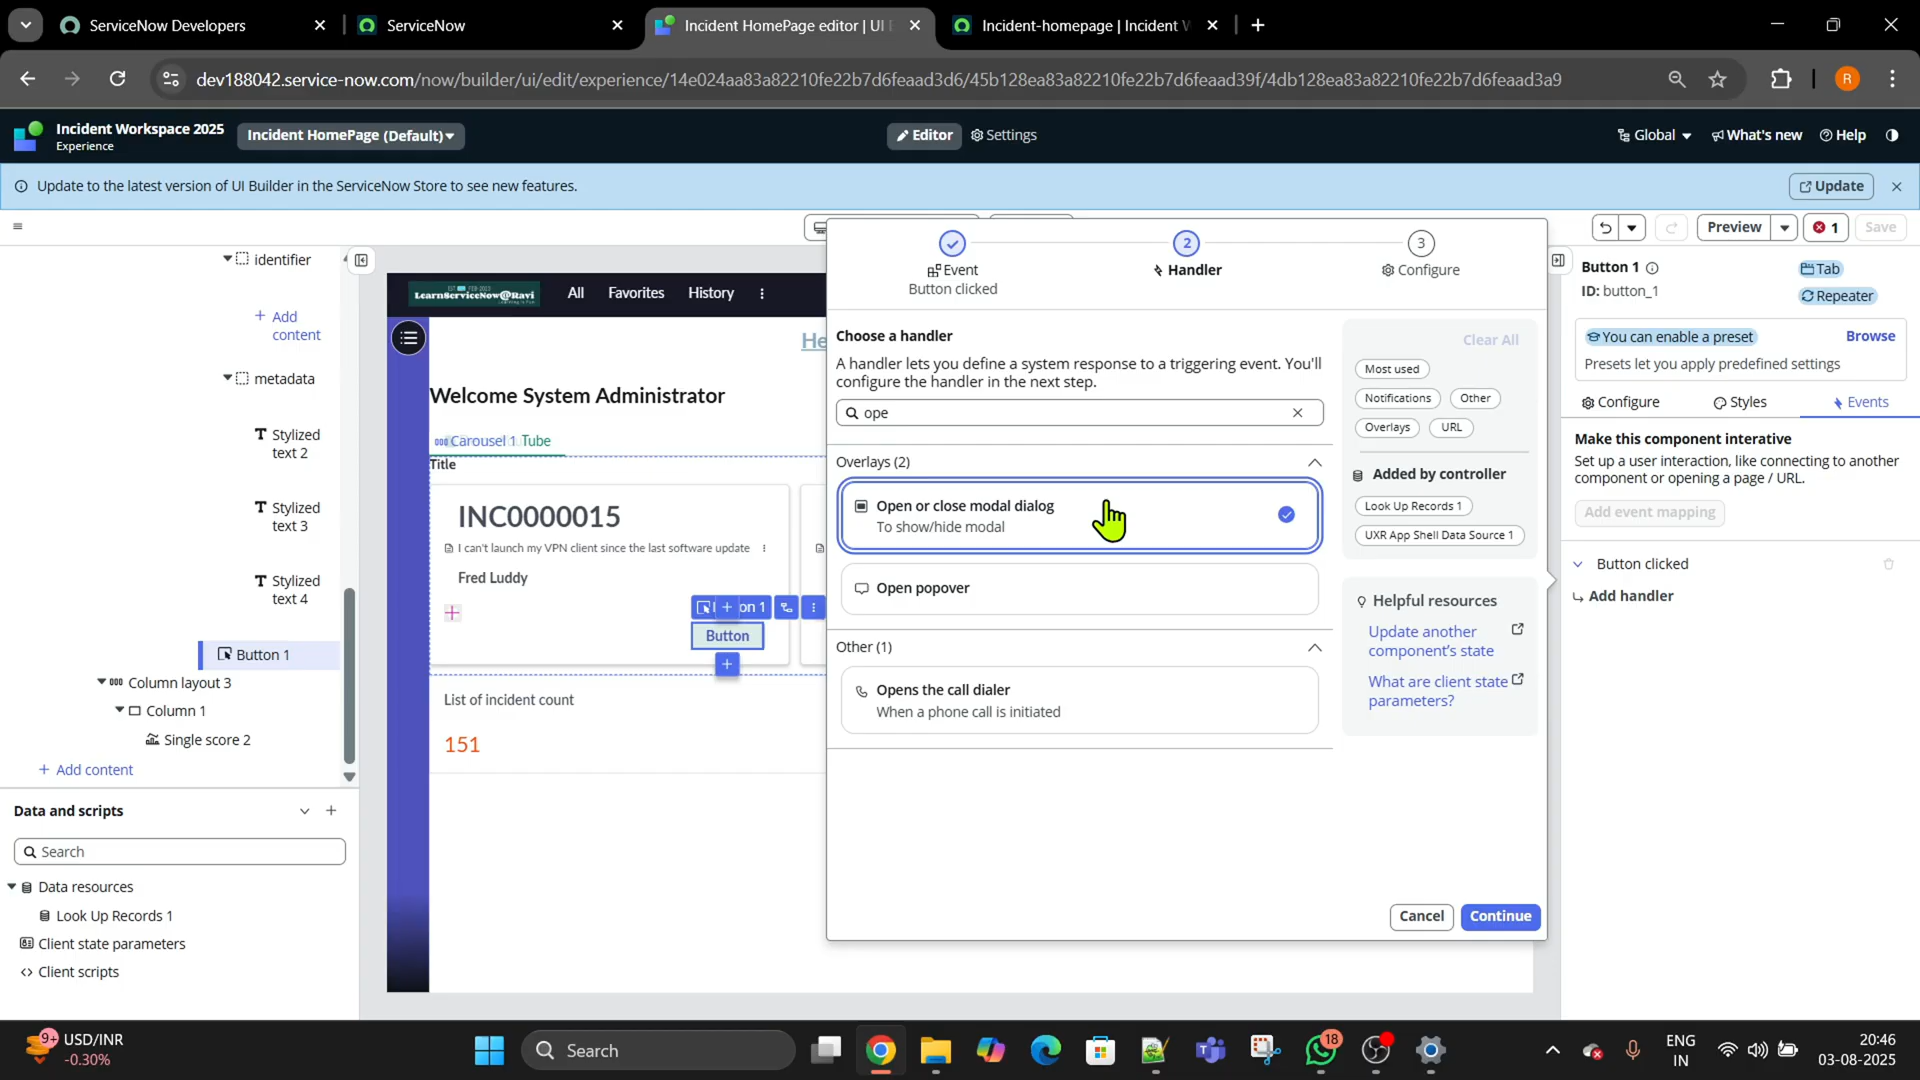 ServiceNow Developers
ServiceNow
Incident HomePage editor | UI
Incident-homepage | Incident
dev188042.service-now.com/now/builder/ui/edit/experience/14e024aa83a82210fe22b7d6feaad3d6/45b128ea83a82210fe22b7d6feaad39f/4db128ea83a82210fe22b7d6feaad3a9
R
Incident Workspace 2025
Experience
Incident HomePage (Default)
Editor
Settings
Global
What's new
Help
Update to the latest version of UI Builder in the ServiceNow Store to see new features.
Update
Preview
1
Save
identifier
+ Add content
metadata
Stylized text 2
Stylized text 3
Stylized text 4
Button 1
Column layout 3
Column 1
Single score 2
+ Add content
Data and scripts
Search
Data resources
Look Up Records 1
Client state parameters
Client scripts
LearnServiceNow@Ravi
All
Favorites
History
He
Welcome System Administrator
Carousel 1
Tube
Title
INC0000015
I can't launch my VPN client since the last software update
Fred Luddy
on 1
Button
List of incident count
151
Event
Button clicked
2
Handler
3
Configure
Choose a handler
A handler lets you define a system response to a triggering event. You'll
configure the handler in the next step.
ope
Overlays (2)
Open or close modal dialog
To show/hide modal
Open popover
Other (1)
Opens the call dialer
When a phone call is initiated
Clear All
Most used
Notifications
Other
Overlays
URL
Added by controller
Look Up Records 1
UXR App Shell Data Source 1
Helpful resources
Update another
component's state
What are client state
parameters?
Cancel
Continue
Button 1
ID: button_1
Tab
Repeater
You can enable a preset
Browse
Presets let you apply predefined settings
Configure
Styles
Events
Make this component interative
Set up a user interaction, like connecting to another
component or opening a page / URL.
Add event mapping
Button clicked
Add handler
9+
USD/INR
-0.30%
Search
18
ENG
IN
20:46
03-08-2025